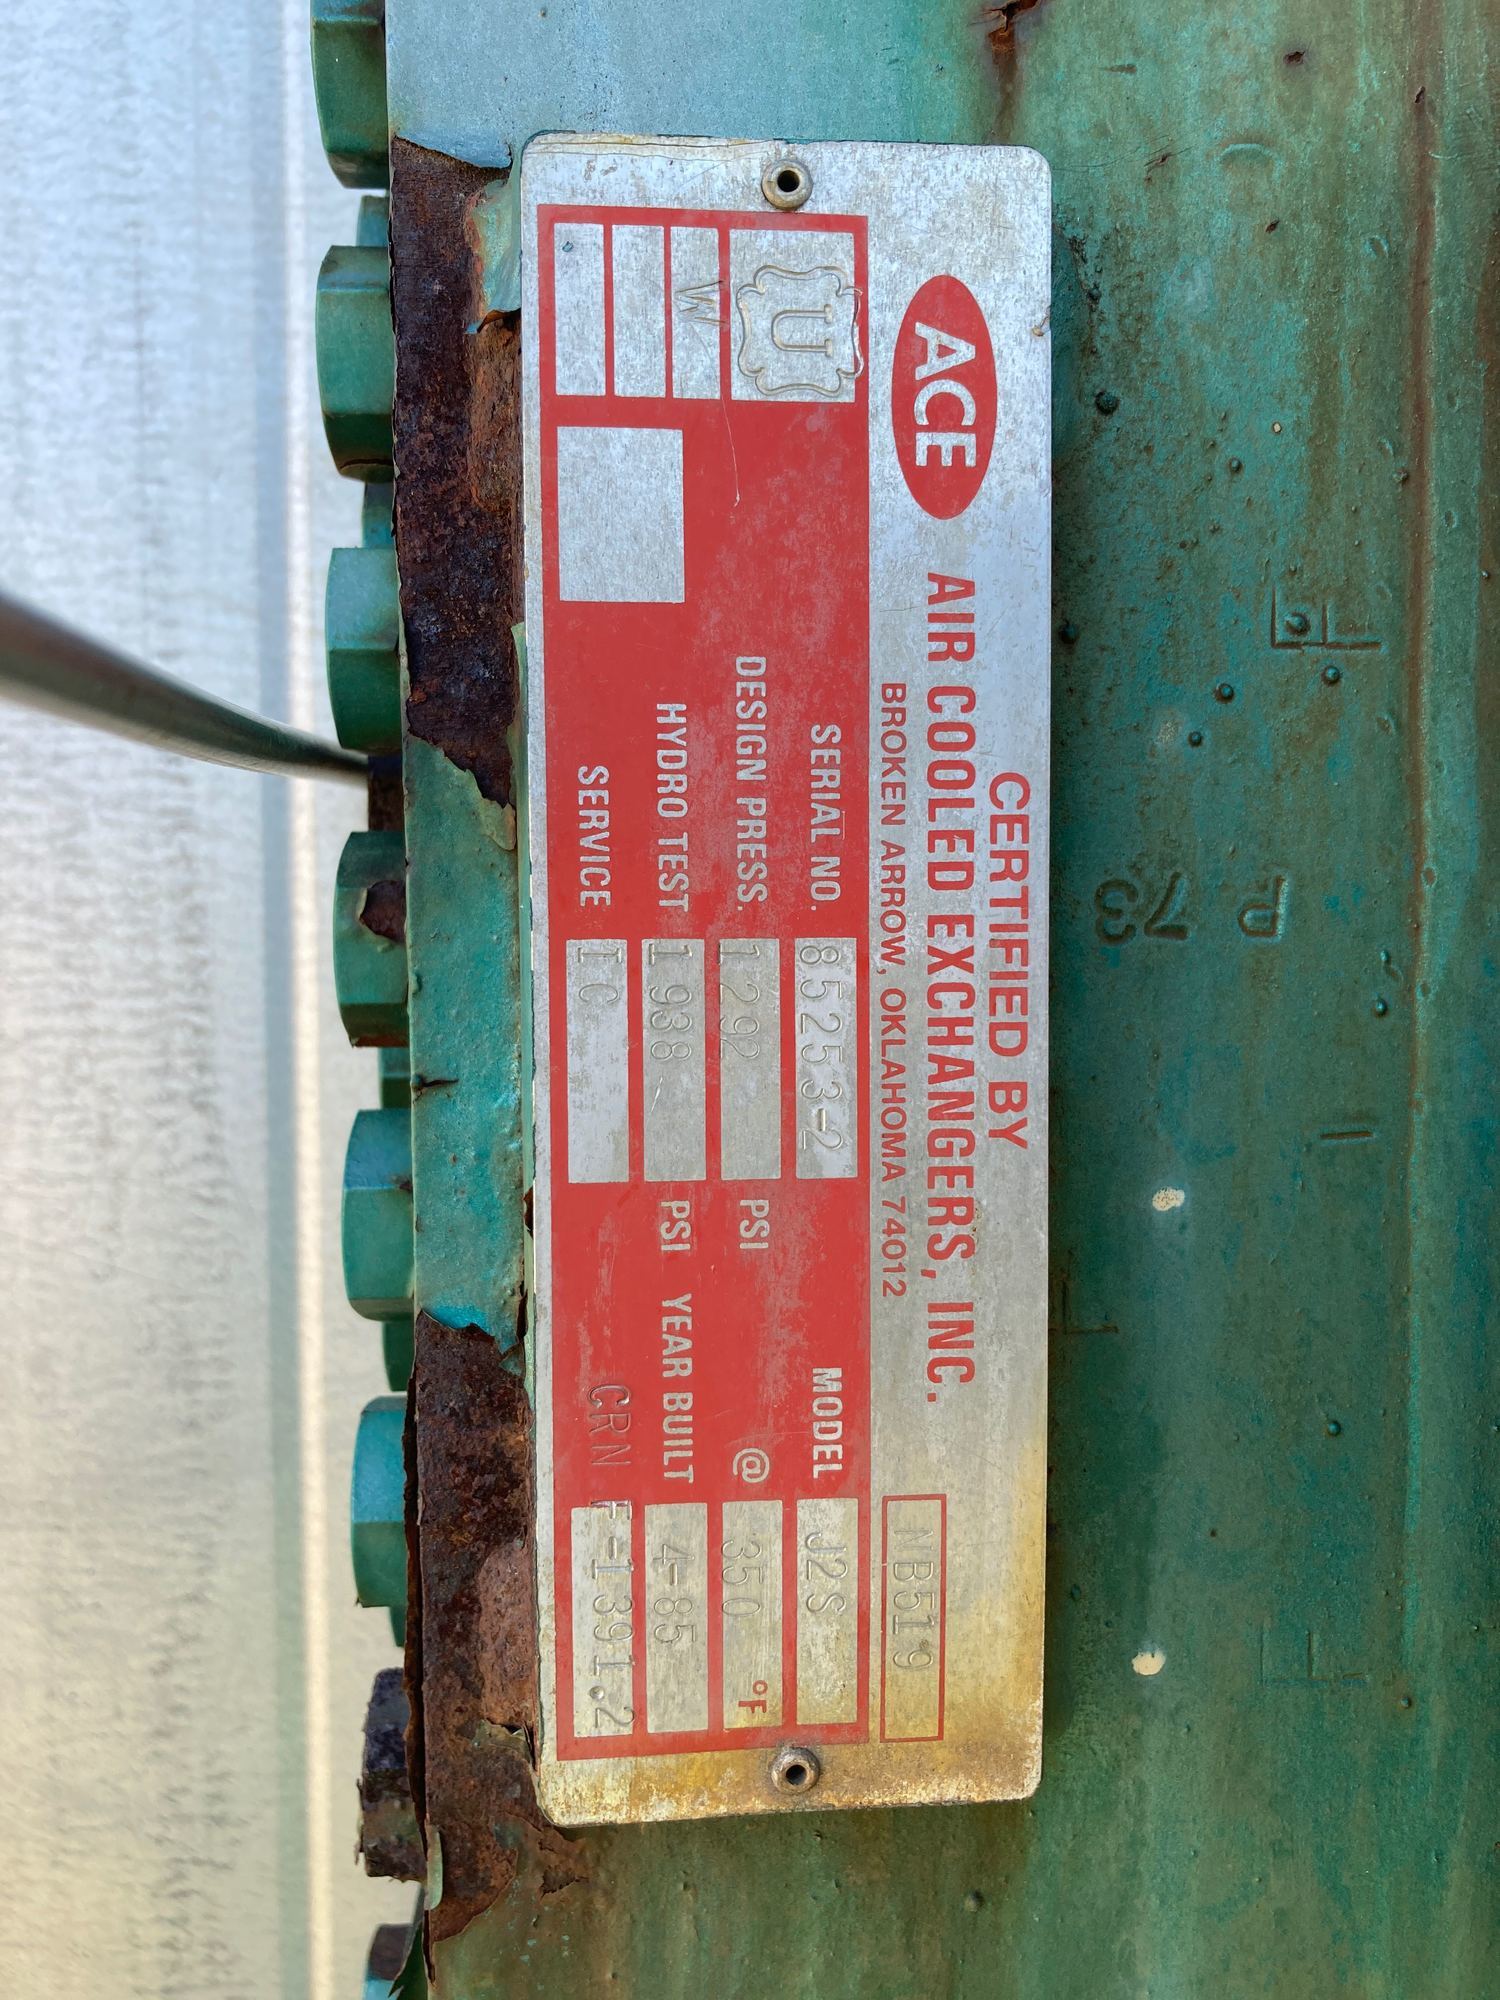 CERTIFIED BY
ACE AIR COOLED EXCHANGERS, INC.
BROKEN ARROW, OKLAHOMA 74012
NB519
U
W
SERIAL NO. 85253-2 MODEL J2S
DESIGN PRESS. 1292 PSI @ 350 °F
HYDRO TEST 1938 PSI YEAR BUILT 4-85
SERVICE IC CRN F-1391.2
P
73